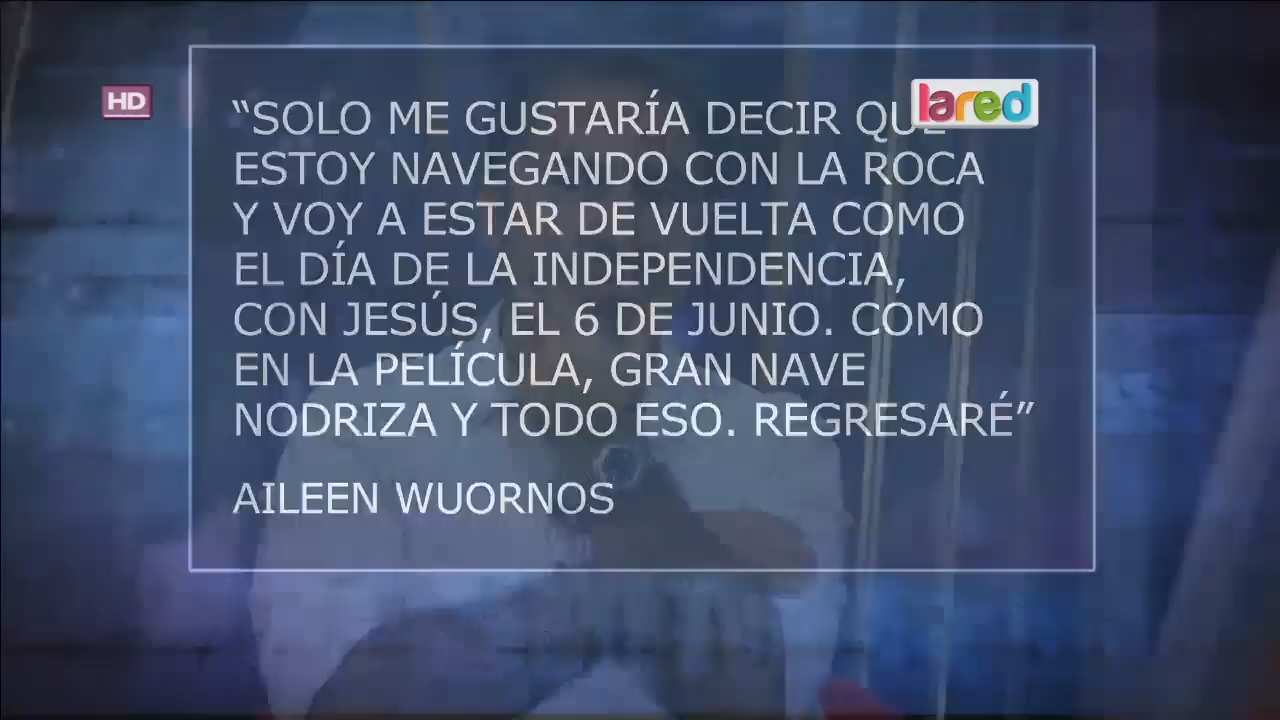 HD
lared
“SOLO ME GUSTARÍA DECIR QUE
ESTOY NAVEGANDO CON LA ROCA
Y VOY A ESTAR DE VUELTA COMO
EL DÍA DE LA INDEPENDENCIA,
CON JESÚS, EL 6 DE JUNIO. COMO
EN LA PELÍCULA, GRAN NAVE
NODRIZA Y TODO ESO. REGRESARÉ”
AILEEN WUORNOS